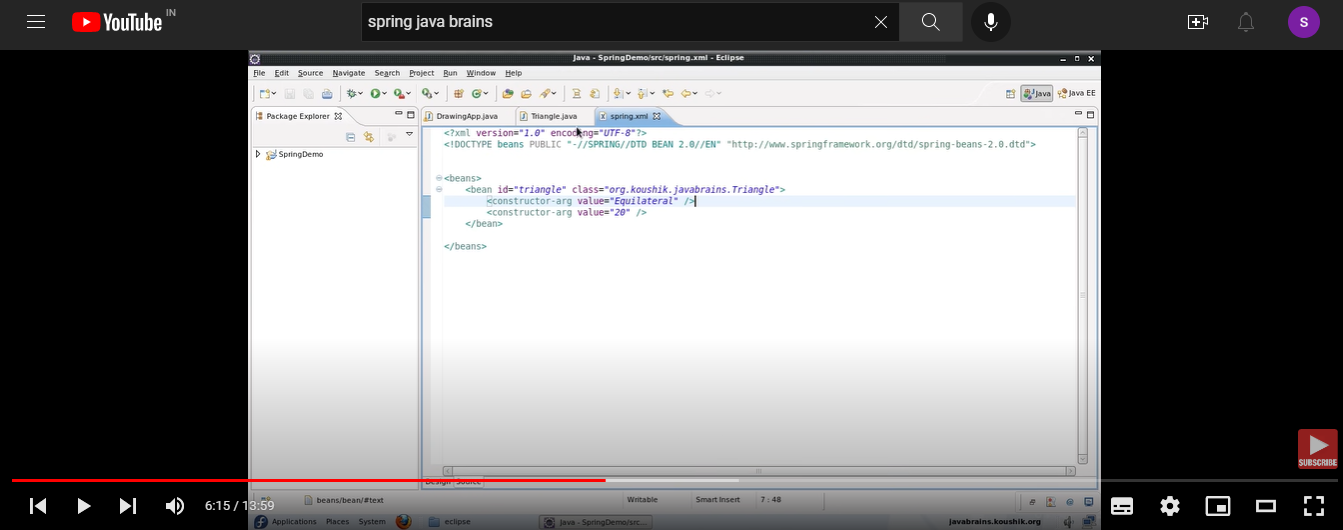 YouTube IN
spring java brains
S
Java - SpringDemo/src/spring.xml - Eclipse
File Edit Source Navigate Search Project Run Window Help
Java Java EE
Package Explorer
DrawingApp.java Triangle.java spring.xml
SpringDemo
<?xml version="1.0" encoding="UTF-8"?>
<!DOCTYPE beans PUBLIC "-//SPRING//DTD BEAN 2.0//EN" "http://www.springframework.org/dtd/spring-beans-2.0.dtd">
<beans>
<bean id="triangle" class="org.koushik.javabrains.Triangle">
<constructor-arg value="Equilateral" />
<constructor-arg value="20" />
</bean>
</beans>
SUBSCRIBE
Design Source
6:15 / 13:59
beans/bean/#text
Writable Smart Insert 7 : 48
Applications Places System eclipse Java - SpringDemo/src... javabrains.koushik.org